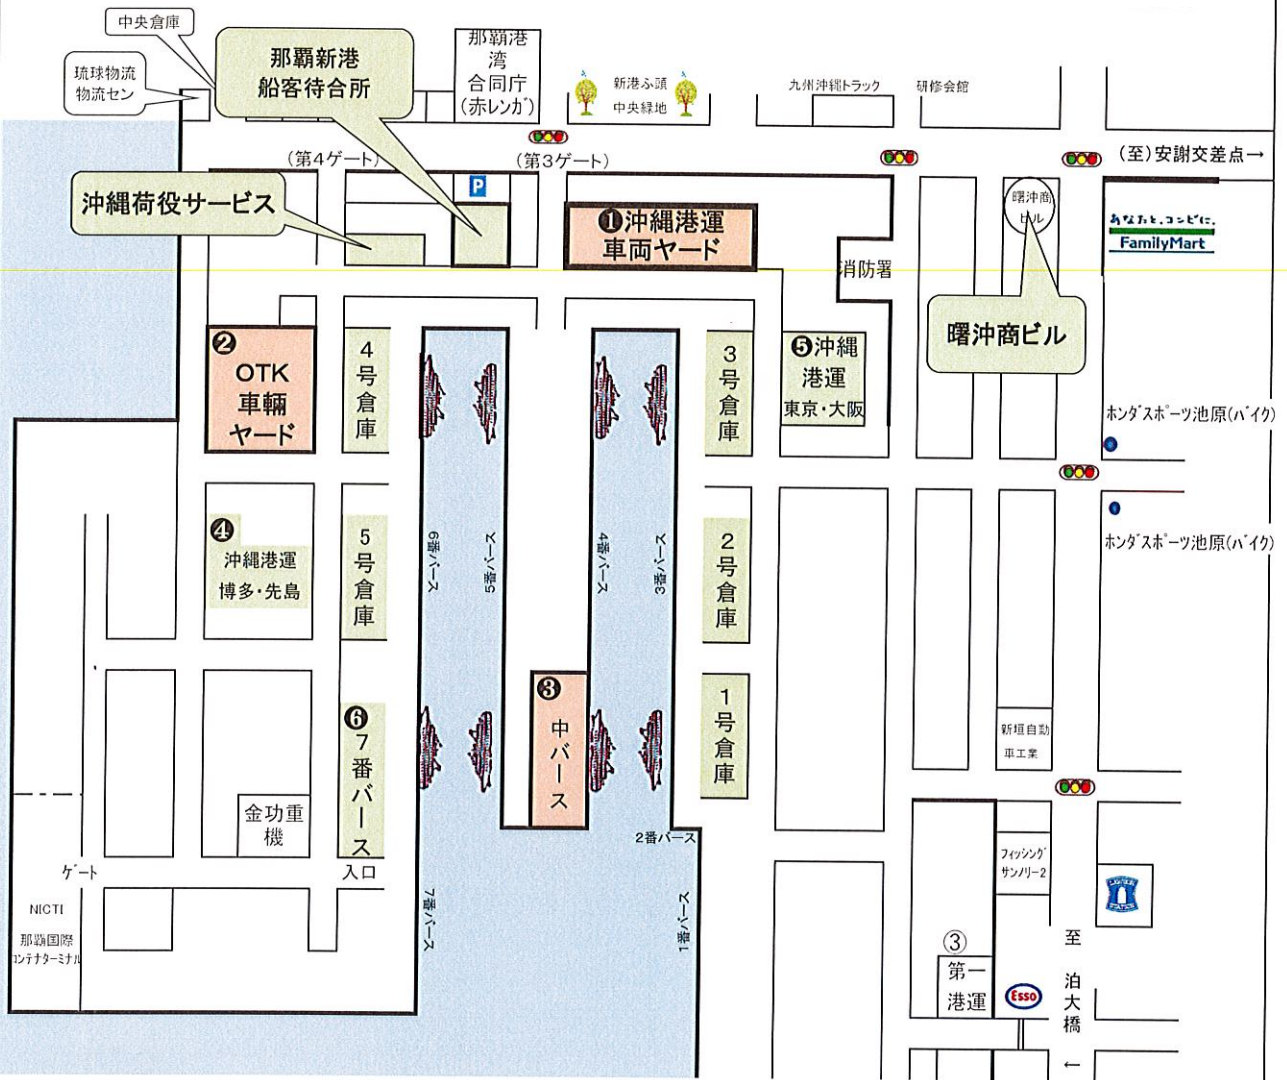 中央倉庫
琉球物流
物流セン
那覇新港
船客待合所
那覇港
湾
合同庁
(赤レンガ)
新港ふ頭
中央緑地
九州沖縄トラック
研修会館
(第4ゲート)
(第3ゲート)
(至)安謝交差点→
P
沖縄荷役サービス
❶沖縄港運
車両ヤード
曙沖商
ビル
あなたと、コンビに、
FamilyMart
消防署
曙沖商ビル
❷
OTK
車輛
ヤード
4号倉庫
3号倉庫
❺沖縄
港運
東京・大阪
ホンダスポーツ池原(バイク)
❹
沖縄港運
博多・先島
5号倉庫
6番バース
5番バース
4番バース
3番バース
2号倉庫
ホンダスポーツ池原(バイク)
❻
7番バース
入口
❸
中バース
1号倉庫
新垣自動
車工業
金功重
機
2番バース
フィッシング
サンノリー2
ゲート
NICTI
那覇国際
コンテナターミナル
7番バース
1番バース
③
第一
港運
Esso
至 泊大橋 ←